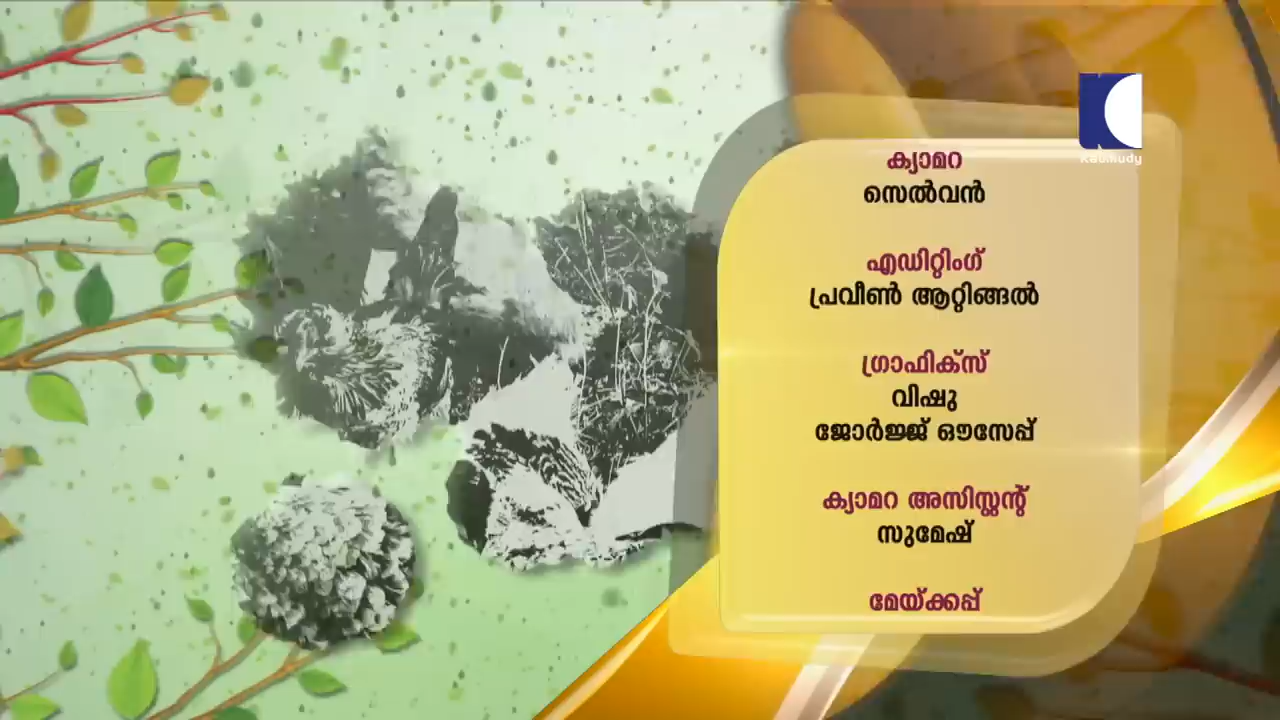 Kaumudy
ക്യാമറ
സെൽവൻ
എഡിറ്റിംഗ്
പ്രവീൺ ആറ്റിങ്ങൽ
ഗ്രാഫിക്സ്
വിഷ്ണു
ജോർജ്ജ് ഔസേപ്പ്
ക്യാമറ അസിസ്റ്റന്റ്
സുമേഷ്
മേയ്ക്കപ്പ്